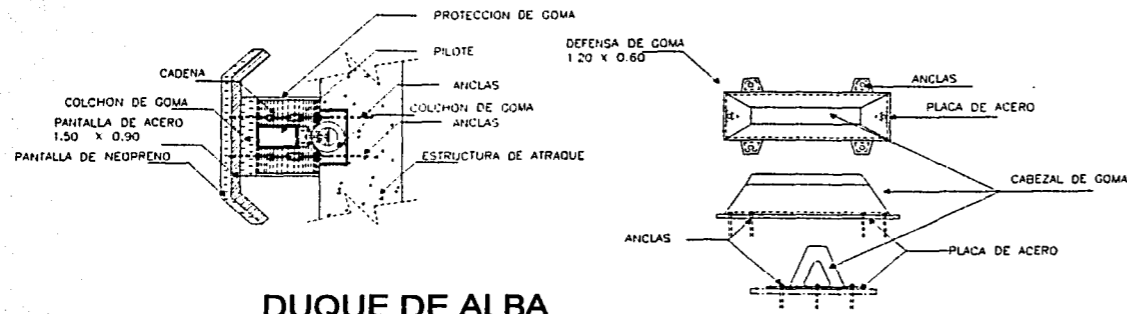 PROTECCION DE GOMA
PILOTE
CADENA
ANCLAS
COLCHON DE GOMA
COLCHON DE GOMA
ANCLAS
PANTALLA DE ACERO
1.50 X 0.90
PANTALLA DE NEOPRENO
ESTRUCTURA DE ATRAQUE
DEFENSA DE GOMA
1 20 X 0.60
ANCLAS
PLACA DE ACERO
CABEZAL DE GOMA
ANCLAS
PLACA DE ACERO
DUQUE DE ALBA